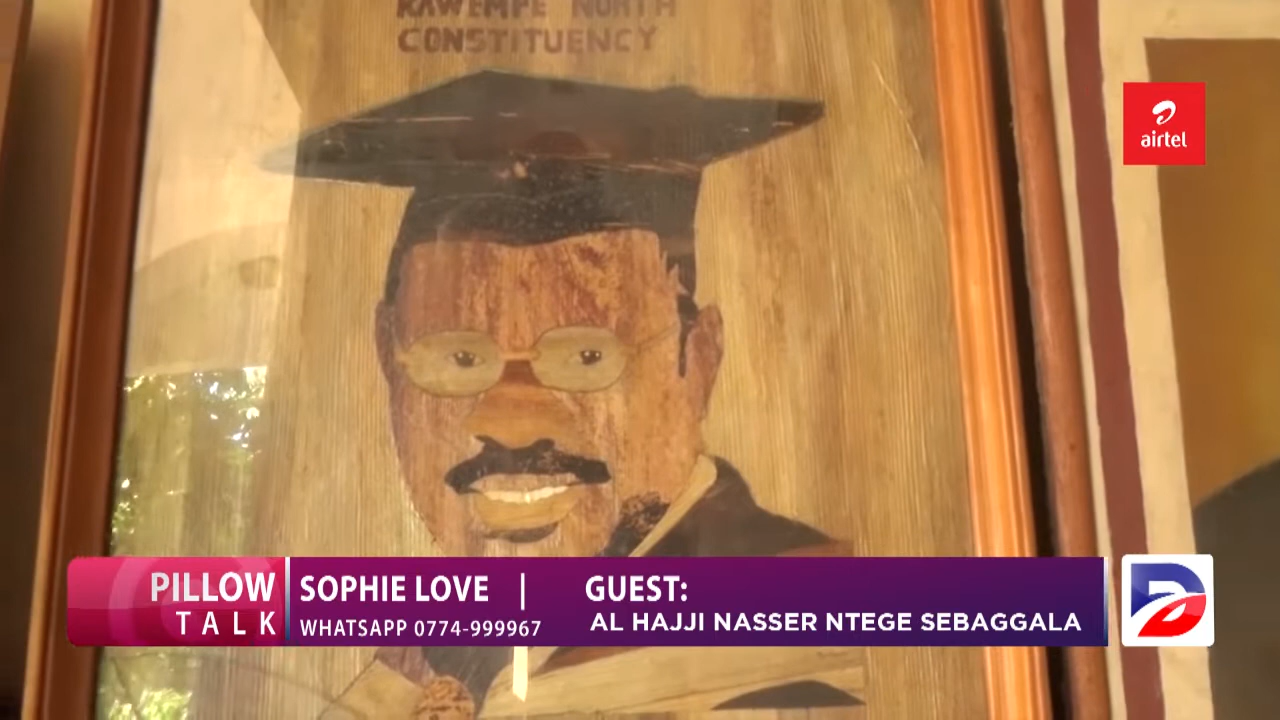 KAWEMPE NORTH
CONSTITUENCY
airtel
PILLOW
TALK
SOPHIE LOVE |
WHATSAPP 0774-999967
GUEST:
AL HAJJI NASSER NTEGE SEBAGGALA